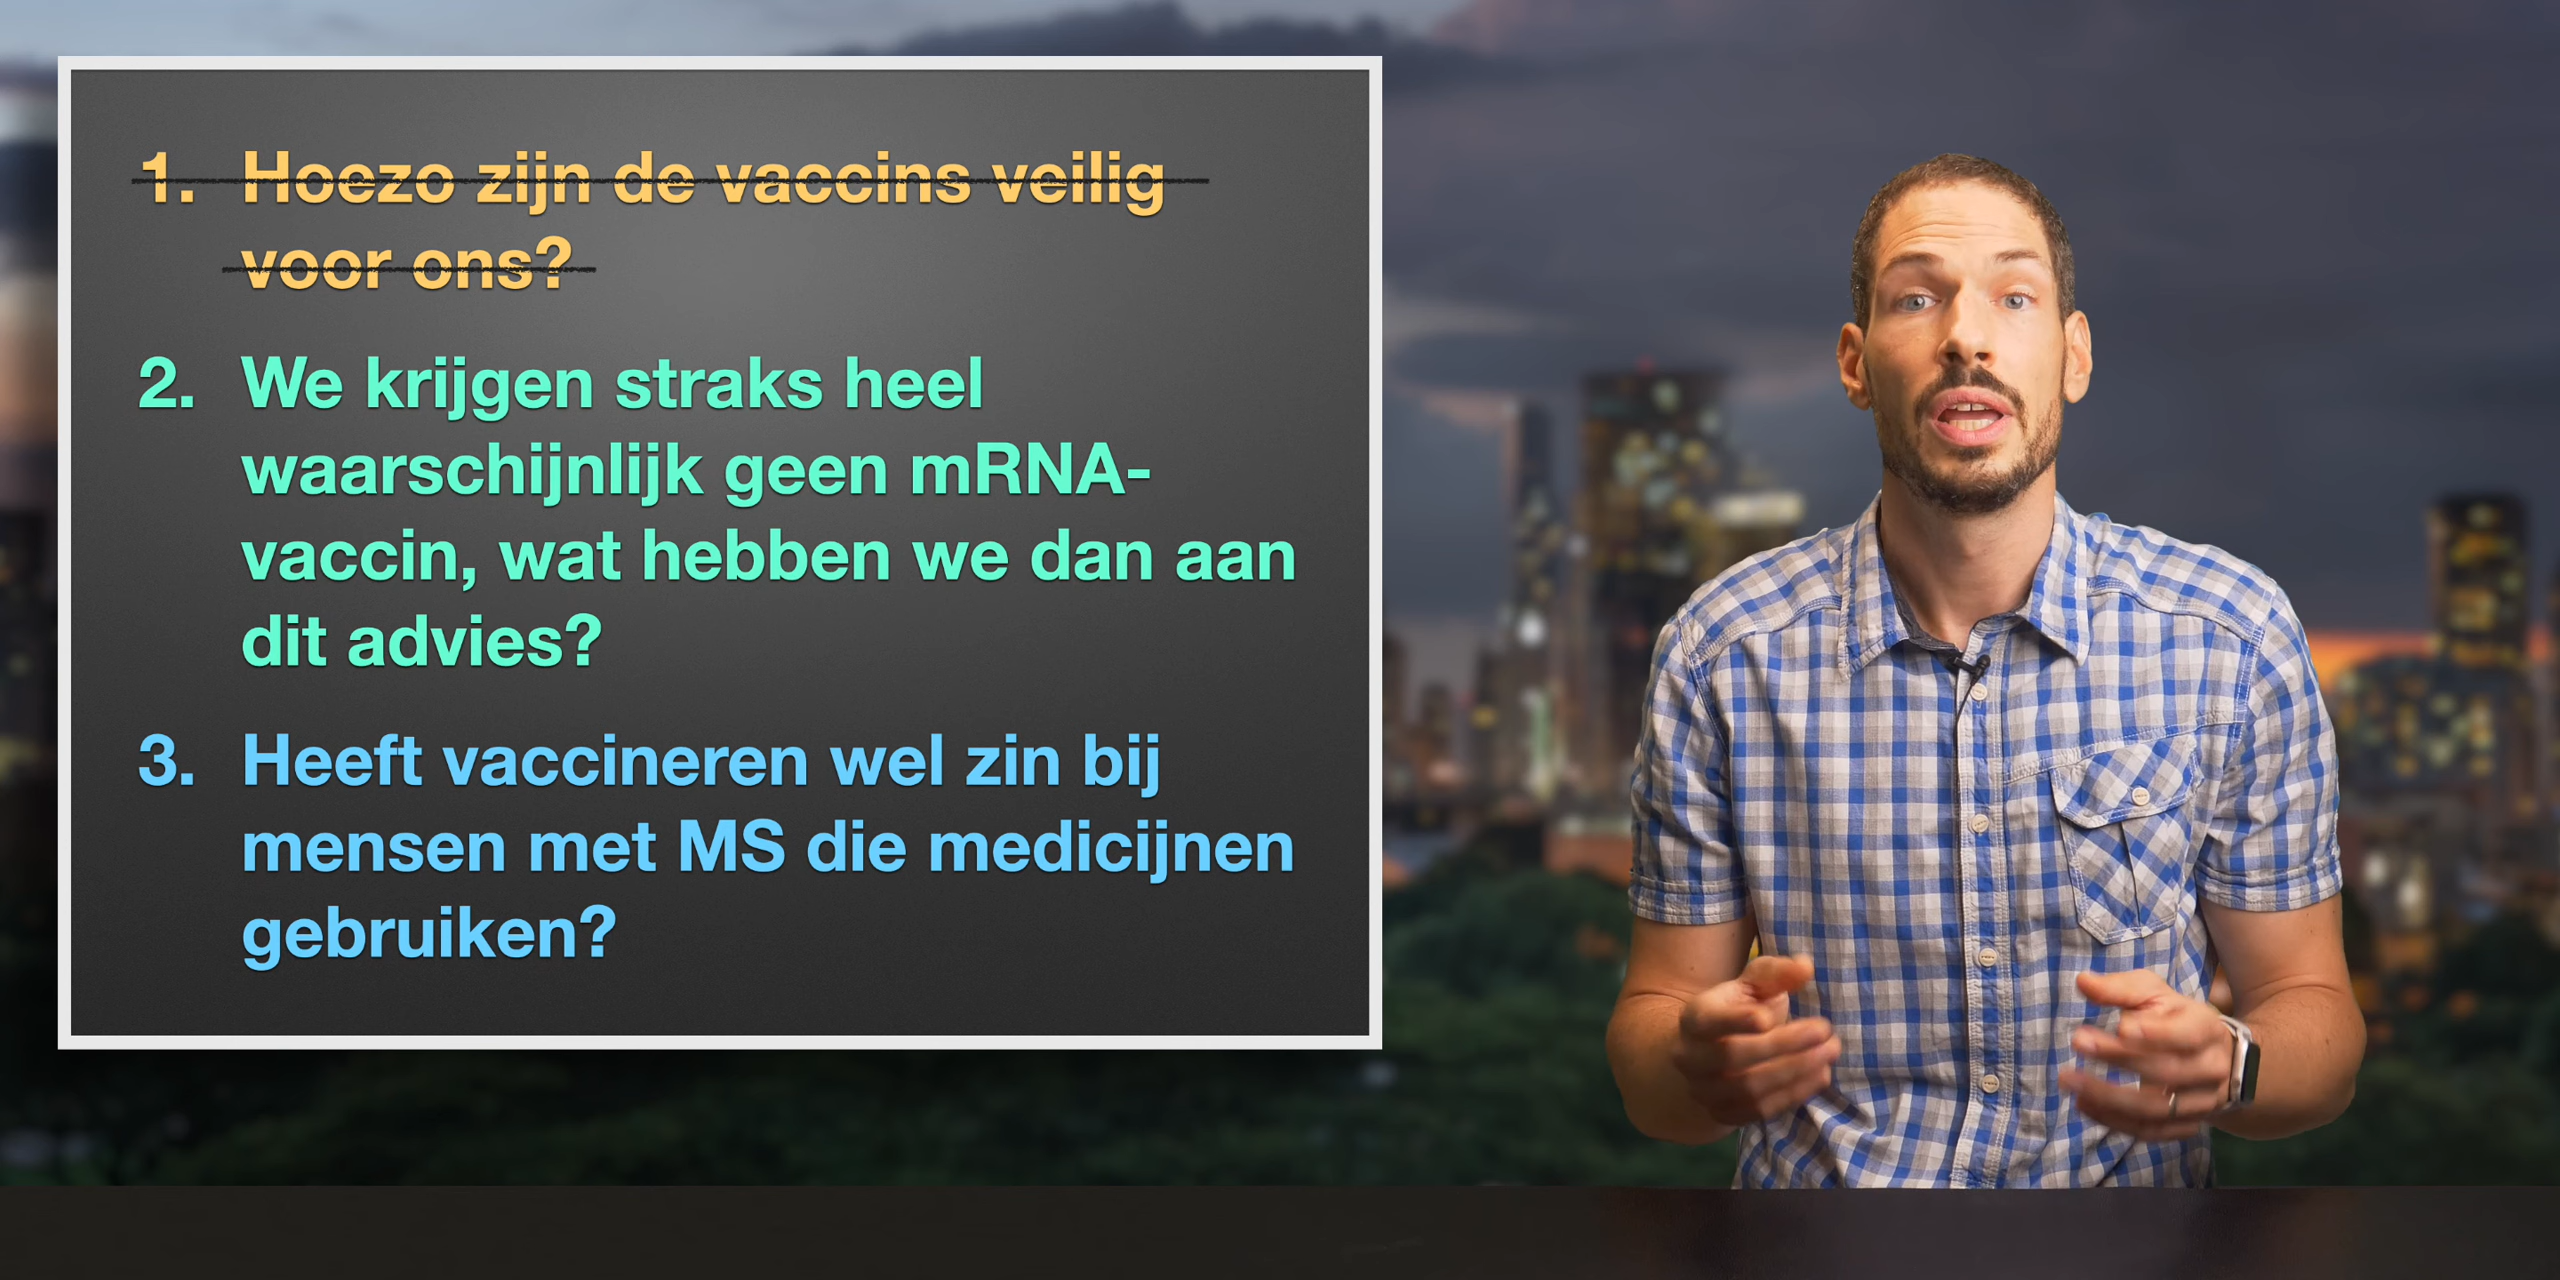 1. Hoezo zijn de vaccins veilig
voor ons?
2. We krijgen straks heel
waarschijnlijk geen mRNA-
vaccin, wat hebben we dan aan
dit advies?
3. Heeft vaccineren wel zin bij
mensen met MS die medicijnen
gebruiken?